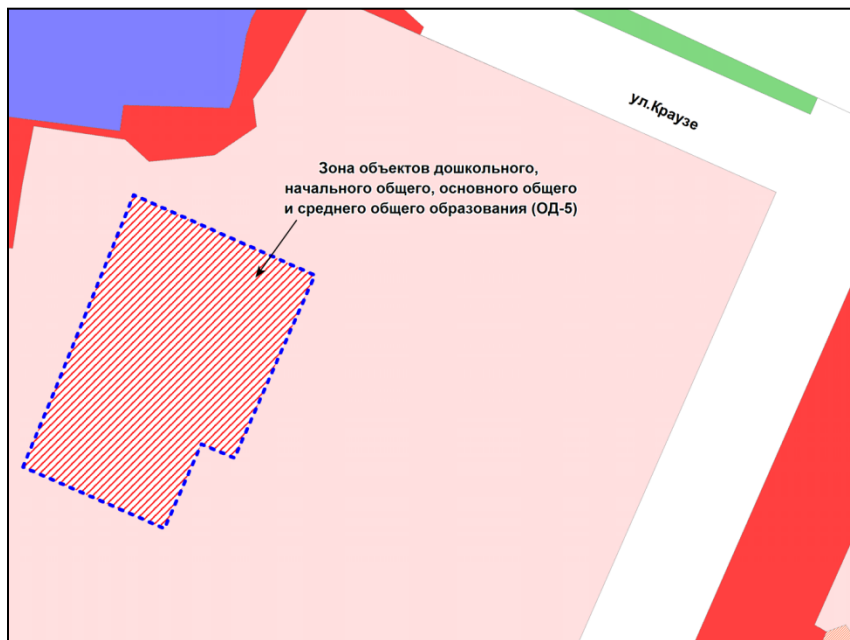 ул.Краузе
Зона объектов дошкольного,
начального общего, основного общего
и среднего общего образования (ОД-5)